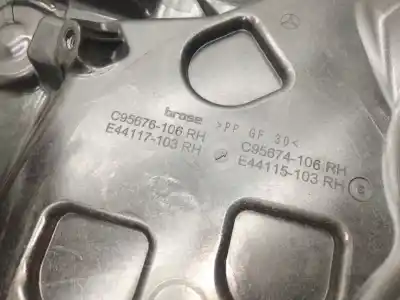 brose >PP GF 30<
C95676-106 RH
E44117-103 RH
C95674-106 RH
E44115-103 RH